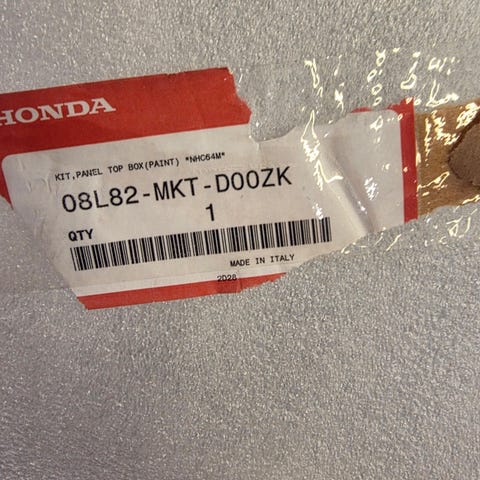 HONDA
KIT,PANEL TOP BOX(PAINT) *NHC64M*
08L82-MKT-D00ZK
1
QTY
MADE IN ITALY
2D28